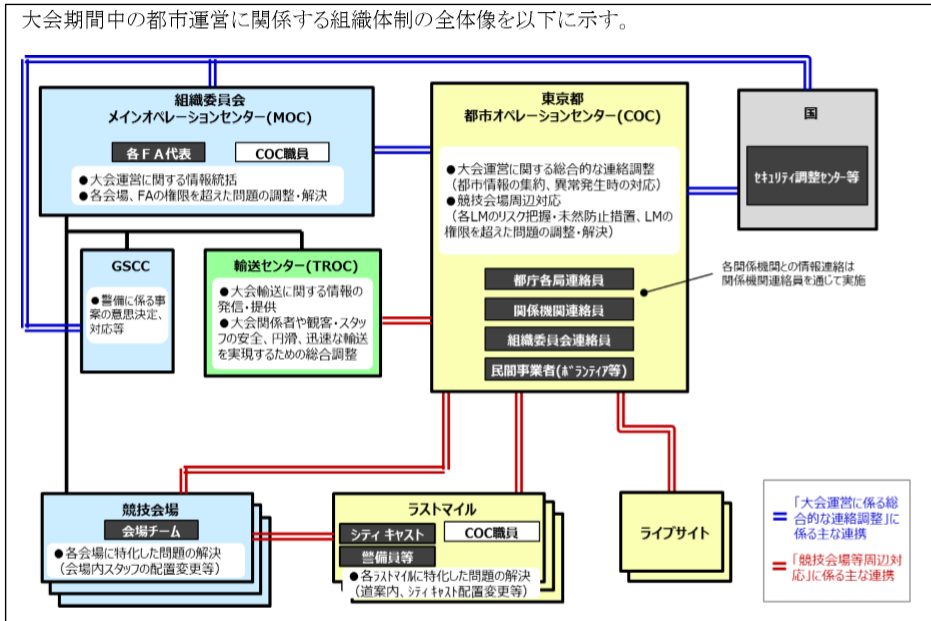 大会期間中の都市運営に関係する組織体制の全体像を以下に示す。
組織委員会
メインオペレーションセンター(MOC)
各ＦＡ代表
COC職員
●大会運営に関する情報統括
●各会場、FAの権限を超えた問題の調整・解決
東京都
都市オペレーションセンター(COC)
●大会運営に関する総合的な連絡調整
（都市情報の集約、異常発生時の対応）
●競技会場周辺対応
（各LMのリスク把握・未然防止措置、LMの
権限を超えた問題の調整・解決）
都庁各局連絡員
関係機関連絡員
組織委員会連絡員
民間事業者(ﾎﾞﾗﾝﾃｨｱ等)
国
ｾｷｭﾘﾃｨ調整ｾﾝﾀｰ等
各関係機関との情報連絡は
関係機関連絡員を通じて実施
GSCC
●警備に係る事
案の意思決定、
対応等
輸送センター(TROC)
●大会輸送に関する情報の
発信・提供
●大会関係者や観客・スタッ
フの安全、円滑、迅速な輸送
を実現するための総合調整
競技会場
会場チーム
●各会場に特化した問題の解決
（会場内スタッフの配置変更等）
ラストマイル
シティ キャスト
COC職員
警備員等
●各ﾗｽﾄﾏｲﾙに特化した問題の解決
（道案内、ｼﾃｨ ｷｬｽﾄ配置変更等）
ライブサイト
「大会運営に係る総
合的な連絡調整」に
係る主な連携
「競技会場等周辺対
応」に係る主な連携